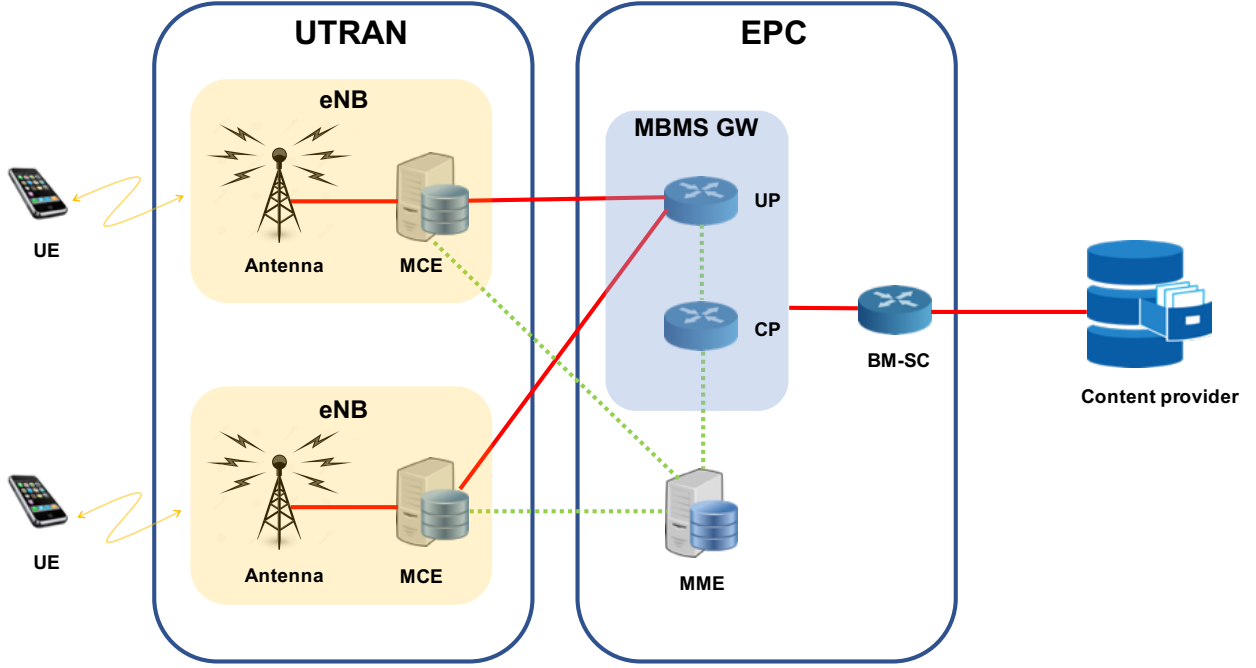 UTRAN
EPC
eNB
MBMS GW
UE
Antenna
MCE
UP
CP
BM-SC
Content provider
eNB
UE
Antenna
MCE
MME